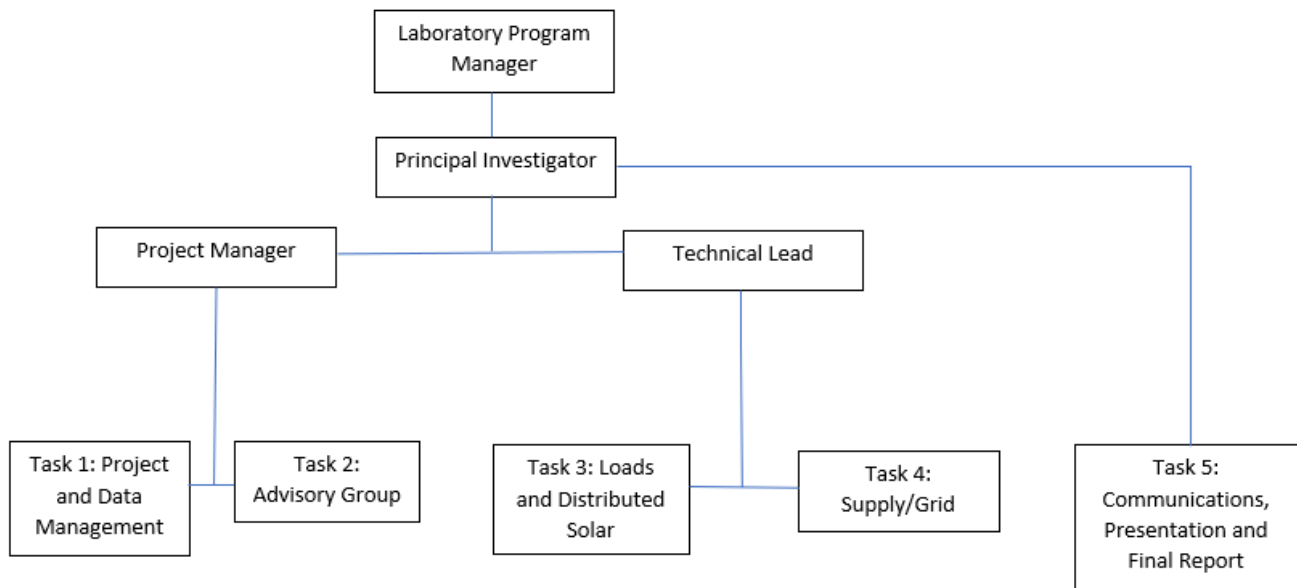 Laboratory Program
Manager
Principal Investigator
Project Manager
Technical Lead
Task 1: Project
and Data
Management
Task 2:
Advisory Group
Task 3: Loads
and Distributed
Solar
Task 4:
Supply/Grid
Task 5:
Communications,
Presentation and
Final Report